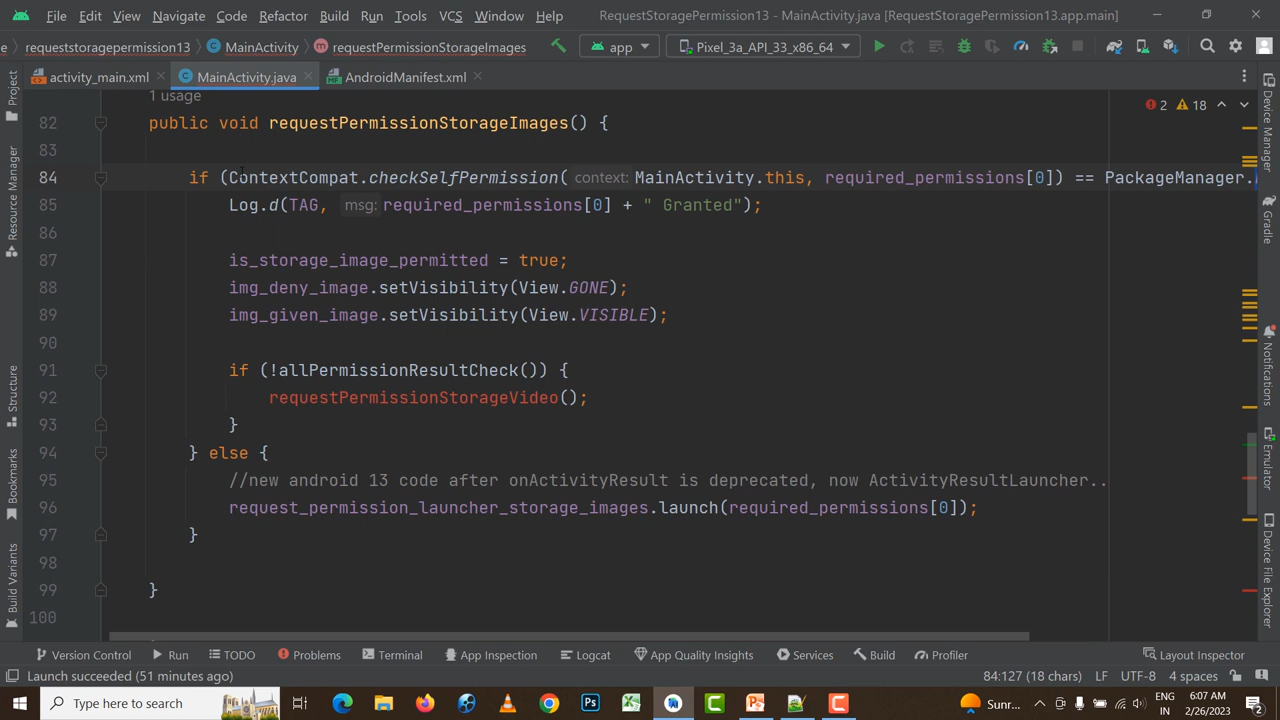 File Edit View Navigate Code Refactor Build Run Tools VCS Window Help RequestStoragePermission13 - MainActivity.java [RequestStoragePermission13.app.main]
e requeststoragepermission13 MainActivity requestPermissionStorageImages app Pixel_3a_API_33_x86_64
activity_main.xml MainActivity.java AndroidManifest.xml
1 usage
2 18
82 public void requestPermissionStorageImages() {
83
84 if (ContextCompat.checkSelfPermission( context: MainActivity.this, required_permissions[0]) == PackageManager.
85 Log.d(TAG, msg: required_permissions[0] + " Granted");
86
87 is_storage_image_permitted = true;
88 img_deny_image.setVisibility(View.GONE);
89 img_given_image.setVisibility(View.VISIBLE);
90
91 if (!allPermissionResultCheck()) {
92 requestPermissionStorageVideo();
93 }
94 } else {
95 //new android 13 code after onActivityResult is deprecated, now ActivityResultLauncher..
96 request_permission_launcher_storage_images.launch(required_permissions[0]);
97 }
98
99 }
100
Project
Resource Manager
Structure
Bookmarks
Build Variants
Device Manager
Gradle
Notifications
Emulator
Device File Explorer
Version Control Run TODO Problems Terminal App Inspection Logcat App Quality Insights Services Build Profiler Layout Inspector
Launch succeeded (51 minutes ago) 84:127 (18 chars) LF UTF-8 4 spaces
Type here to search Sunr... ENG IN 6:07 AM 2/26/2023 2